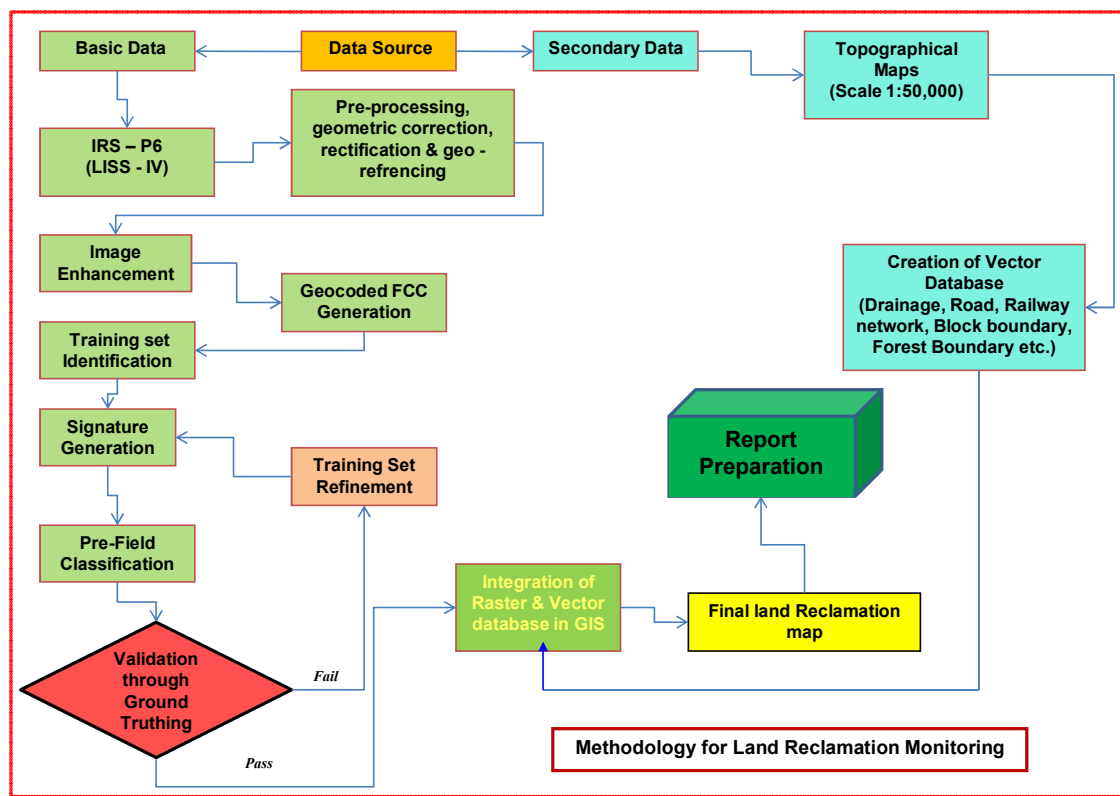 Basic Data
Data Source
Secondary Data
Topographical
Maps
(Scale 1:50,000)
IRS – P6
(LISS - IV)
Pre-processing,
geometric correction,
rectification & geo -
refrencing
Image
Enhancement
Geocoded FCC
Generation
Creation of Vector
Database
(Drainage, Road, Railway
network, Block boundary,
Forest Boundary etc.)
Training set
Identification
Signature
Generation
Training Set
Refinement
Report
Preparation
Pre-Field
Classification
Integration of
Raster & Vector
database in GIS
Final land Reclamation
map
Validation
through
Ground
Truthing
Fail
Pass
Methodology for Land Reclamation Monitoring